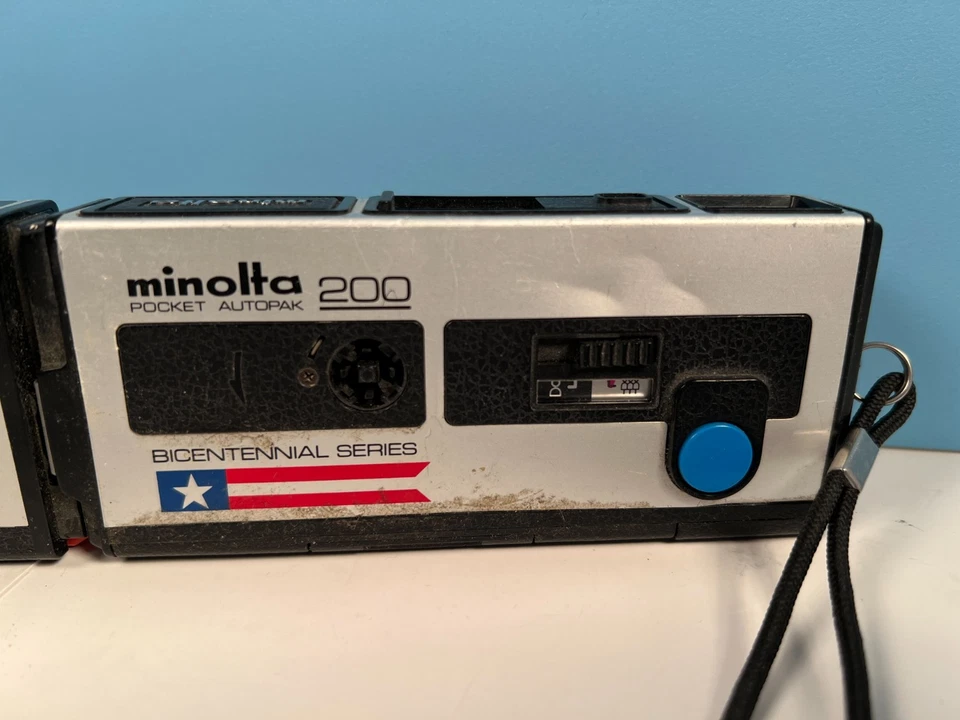 minolta
POCKET AUTOPAK 200
BICENTENNIAL SERIES